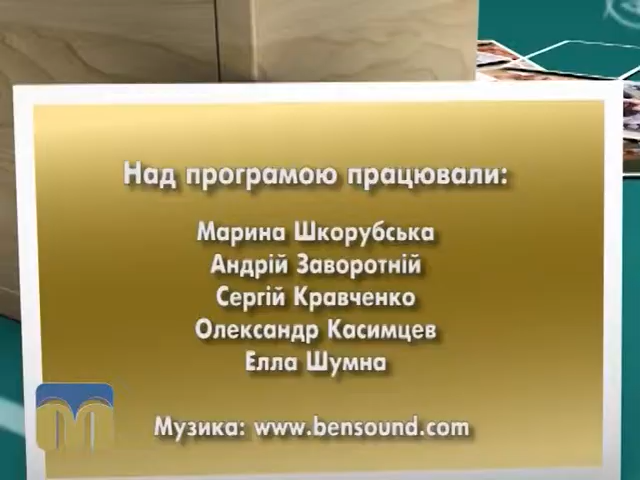 Над програмою працювали:
Марина Шкорубська
Андрій Заворотній
Сергій Кравченко
Олександр Касимцев
Елла Шумна
Музика: www.bensound.com